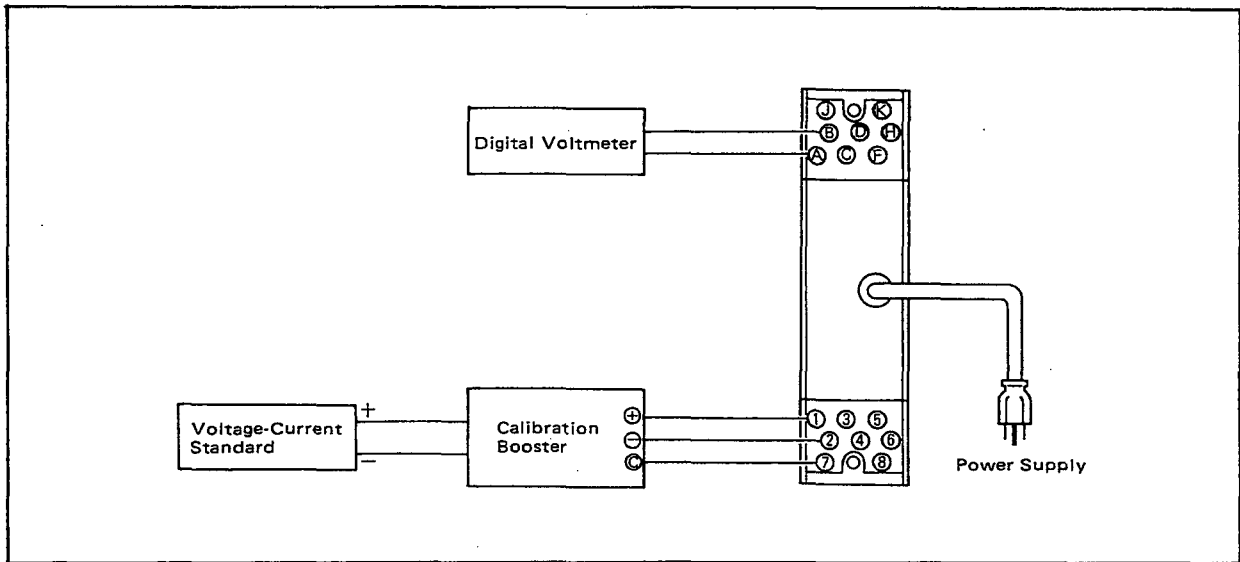 J K
B D H
Digital Voltmeter
A C F
+
Voltage-Current
Standard
−
Calibration
Booster
+
−
C
1 3 5
2 4 6
7 8
Power Supply